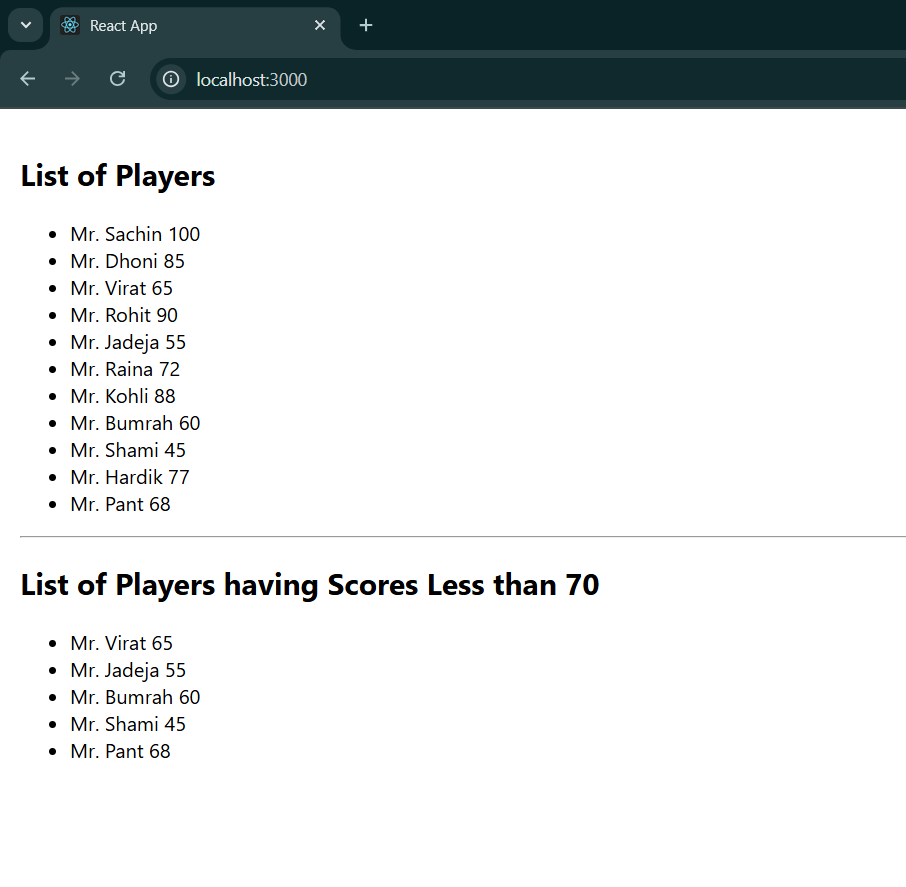 React App
localhost:3000
List of Players
Mr. Sachin 100
Mr. Dhoni 85
Mr. Virat 65
Mr. Rohit 90
Mr. Jadeja 55
Mr. Raina 72
Mr. Kohli 88
Mr. Bumrah 60
Mr. Shami 45
Mr. Hardik 77
Mr. Pant 68
List of Players having Scores Less than 70
Mr. Virat 65
Mr. Jadeja 55
Mr. Bumrah 60
Mr. Shami 45
Mr. Pant 68